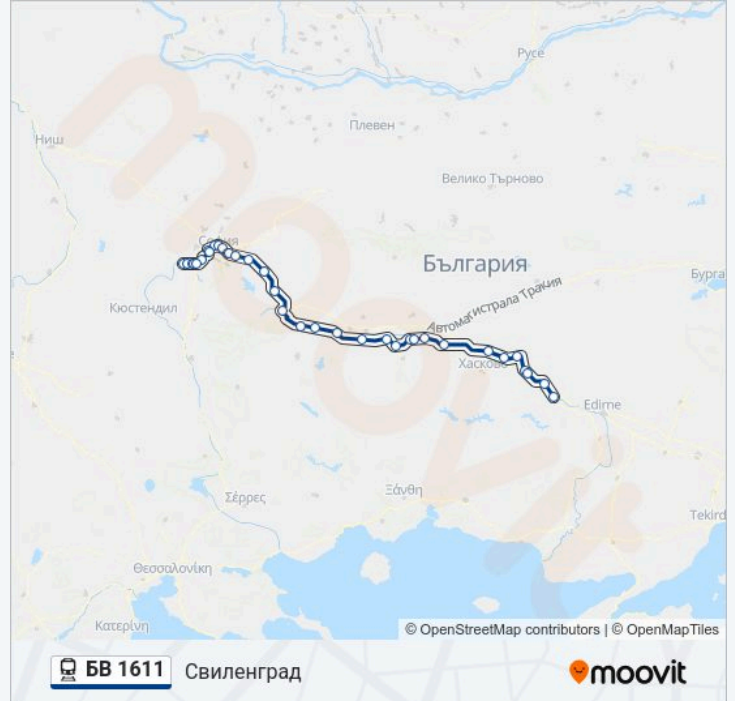 Русе
Плевен
Ниш
Велико Търново
София
България
Бурга
Автомагистрала Тракия
Кюстендил
Хасково
Edirne
Ξάνθη
Σέρρες
Tekird
Θεσσαλονίκη
Κατερίνη
© OpenStreetMap contributors | © OpenMapTiles
БВ 1611 Свиленград
moovit
moovit